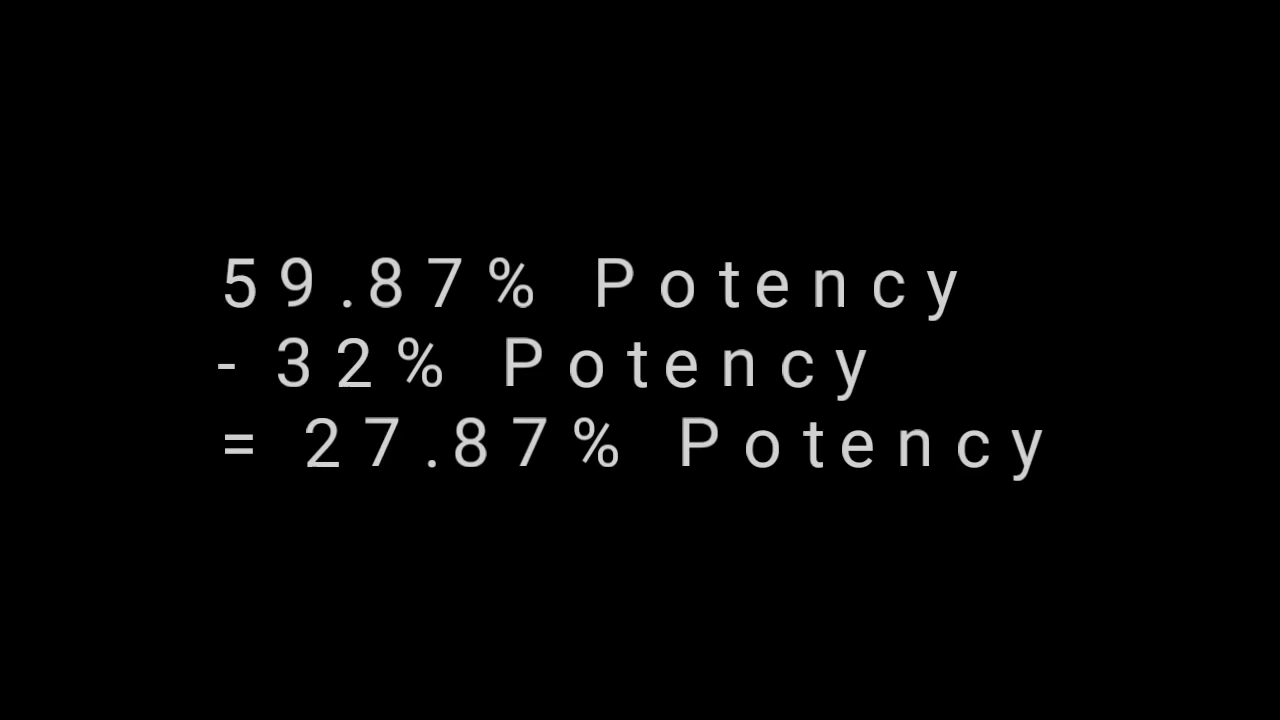 59.87% Potency
- 32% Potency
= 27.87% Potency